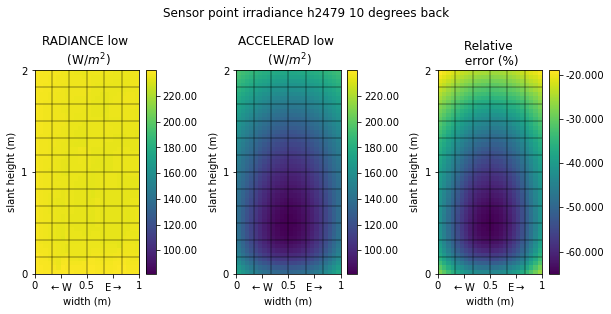 Sensor point irradiance h2479 10 degrees back
RADIANCE low
(W/m²)
slant height (m)
2
1
0
0
←W
0.5
E→
1
width (m)
220.00
200.00
180.00
160.00
140.00
120.00
100.00
ACCELERAD low
(W/m²)
slant height (m)
2
1
0
0
←W
0.5
E→
1
width (m)
220.00
200.00
180.00
160.00
140.00
120.00
100.00
Relative
error (%)
slant height (m)
2
1
0
0
←W
0.5
E→
1
width (m)
-20.000
-30.000
-40.000
-50.000
-60.000